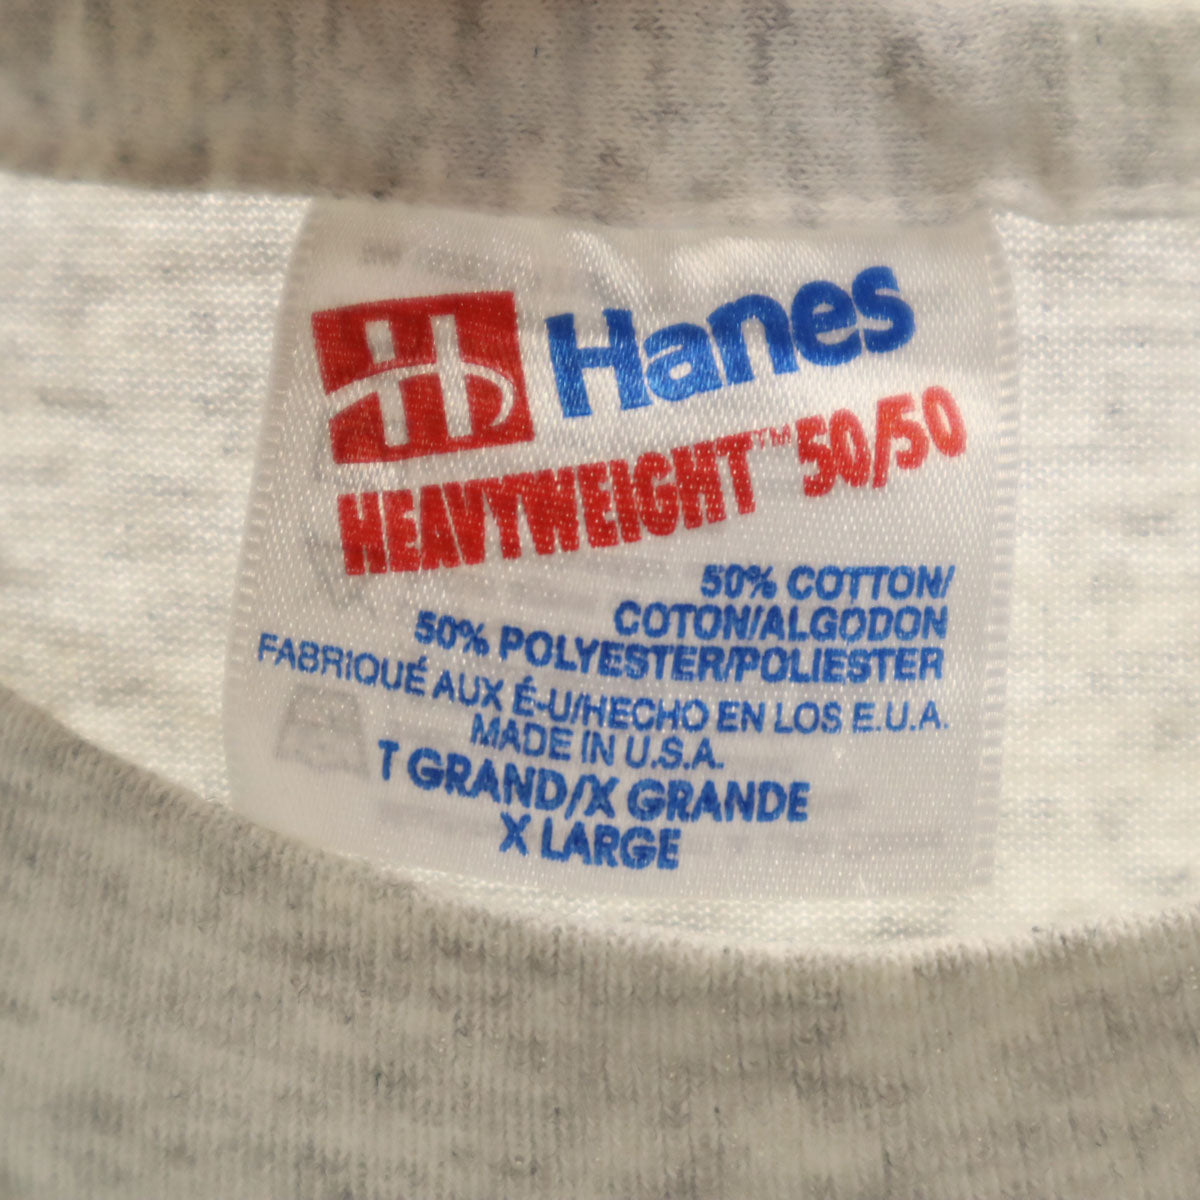 Hanes
HEAVYWEIGHT™ 50/50
50% COTTON/
COTON/ALGODON
50% POLYESTER/POLIESTER
FABRIQUÉ AUX É-U/HECHO EN LOS E.U.A.
MADE IN U.S.A.
T GRAND/X GRANDE
X LARGE